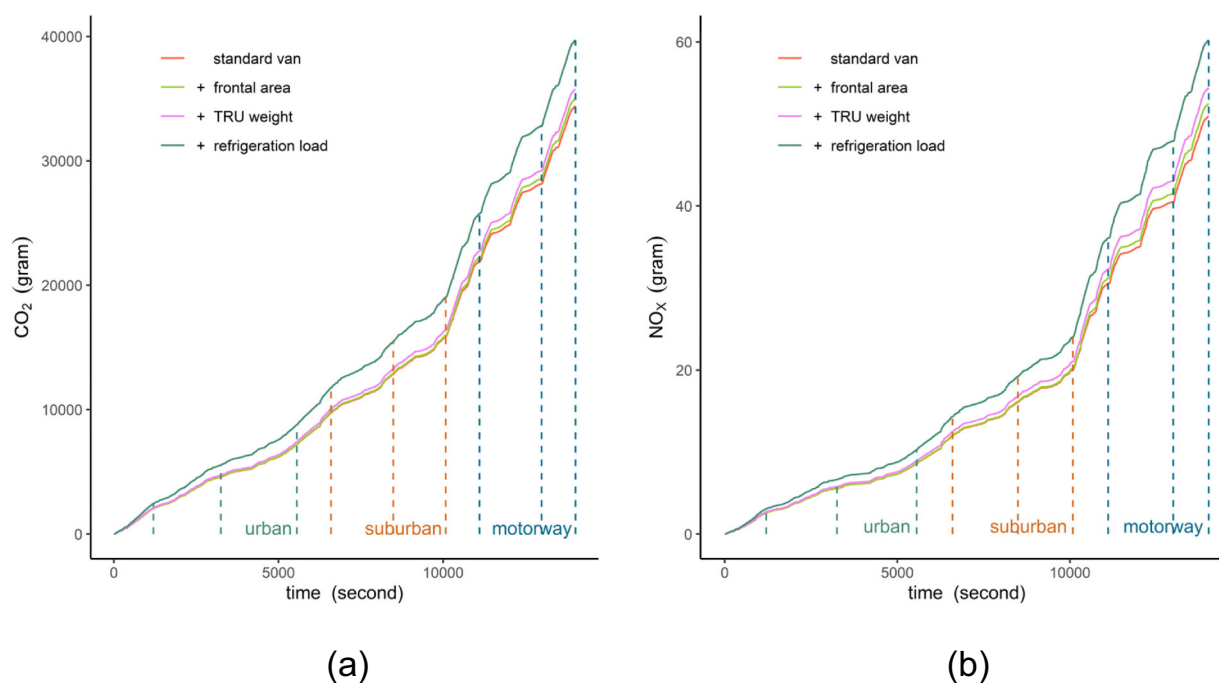 40000
30000
20000
10000
0
CO₂ (gram)
standard van
+ frontal area
+ TRU weight
+ refrigeration load
urban
suburban
motorway
0
5000
10000
time (second)
(a)
60
40
20
0
NOₓ (gram)
standard van
+ frontal area
+ TRU weight
+ refrigeration load
urban
suburban
motorway
0
5000
10000
time (second)
(b)